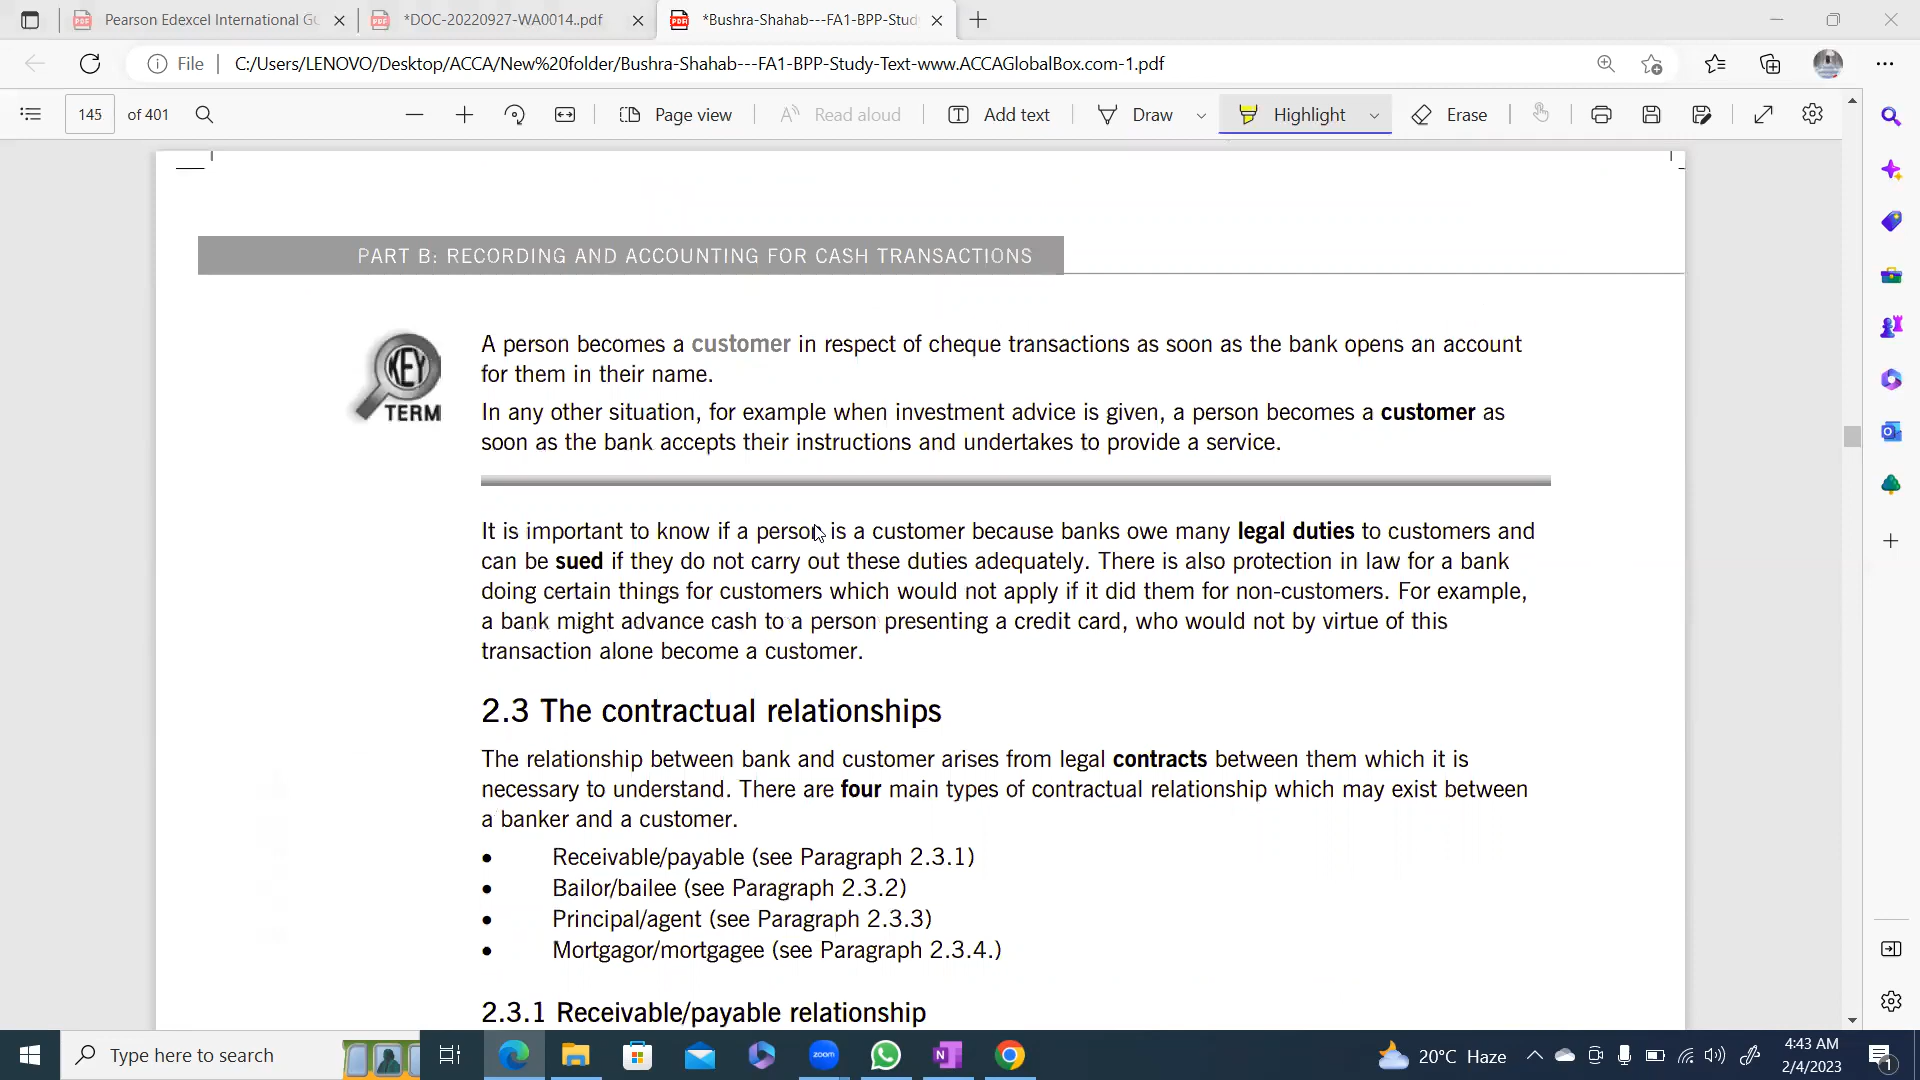 Pearson Edexcel International G
*DOC-20220927-WA0014..pdf
*Bushra-Shahab---FA1-BPP-Stud
File
C:/Users/LENOVO/Desktop/ACCA/New%20folder/Bushra-Shahab---FA1-BPP-Study-Text-www.ACCAGlobalBox.com-1.pdf
145 of 401
Page view
Read aloud
Add text
Draw
Highlight
Erase
PART B: RECORDING AND ACCOUNTING FOR CASH TRANSACTIONS
KEY
TERM
A person becomes a customer in respect of cheque transactions as soon as the bank opens an account
for them in their name.
In any other situation, for example when investment advice is given, a person becomes a customer as
soon as the bank accepts their instructions and undertakes to provide a service.
It is important to know if a person is a customer because banks owe many legal duties to customers and
can be sued if they do not carry out these duties adequately. There is also protection in law for a bank
doing certain things for customers which would not apply if it did them for non-customers. For example,
a bank might advance cash to a person presenting a credit card, who would not by virtue of this
transaction alone become a customer.
2.3 The contractual relationships
The relationship between bank and customer arises from legal contracts between them which it is
necessary to understand. There are four main types of contractual relationship which may exist between
a banker and a customer.
• Receivable/payable (see Paragraph 2.3.1)
• Bailor/bailee (see Paragraph 2.3.2)
• Principal/agent (see Paragraph 2.3.3)
• Mortgagor/mortgagee (see Paragraph 2.3.4.)
2.3.1 Receivable/payable relationship
Type here to search
zoom
N
20°C Haze
4:43 AM
2/4/2023
1